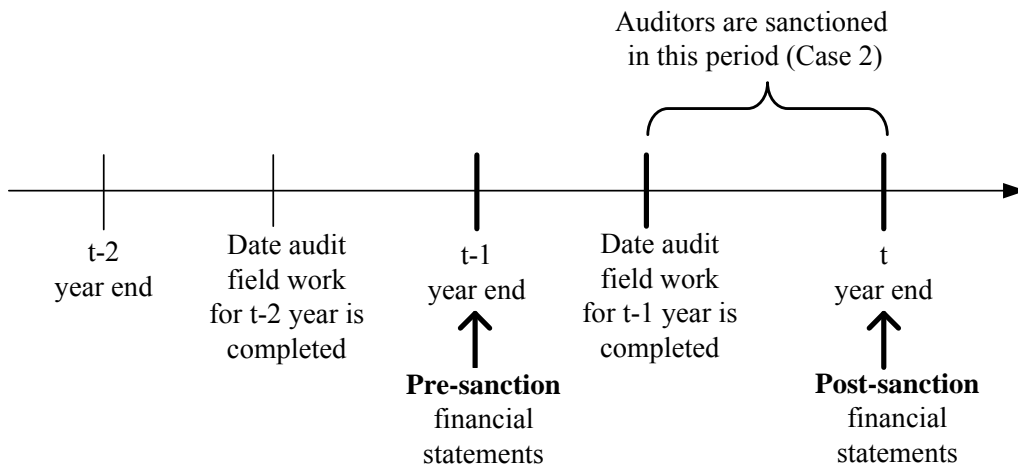 Auditors are sanctioned
in this period (Case 2)
t-2
year end
Date audit
field work
for t-2 year is
completed
t-1
year end
Pre-sanction
financial
statements
Date audit
field work
for t-1 year is
completed
t
year end
Post-sanction
financial
statements